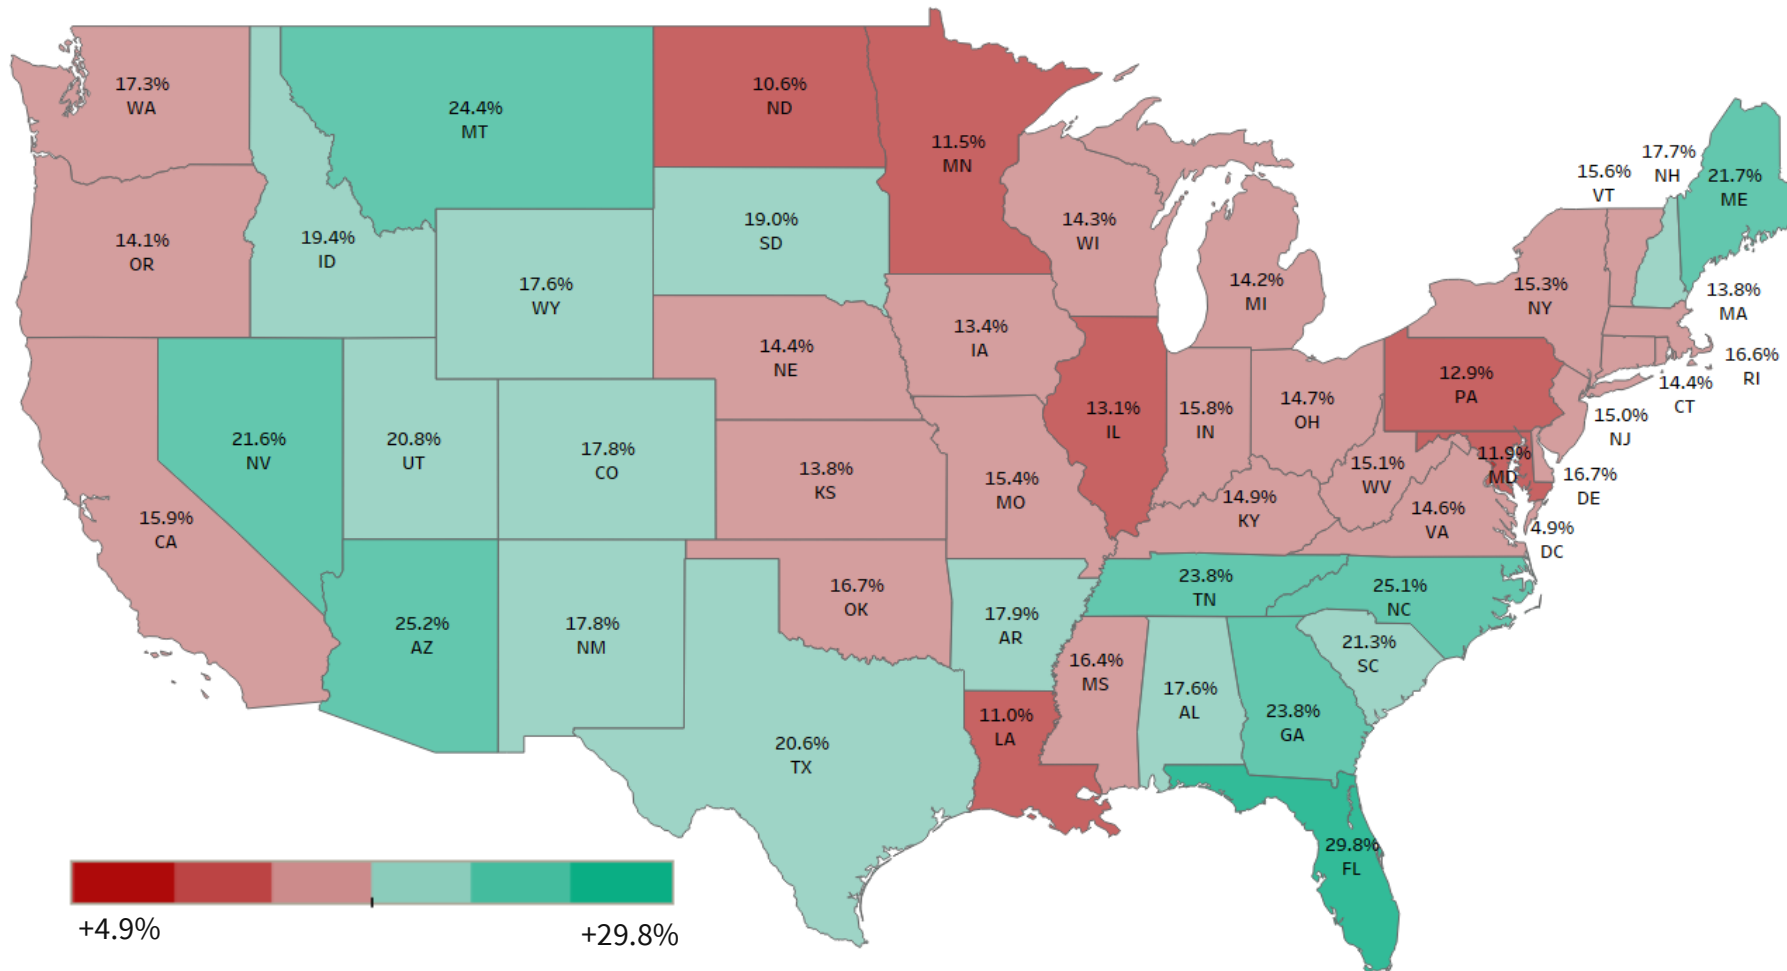 17.3%
WA
24.4%
MT
10.6%
ND
11.5%
MN
17.7%
NH
15.6%
VT
21.7%
ME
14.1%
OR
19.4%
ID
19.0%
SD
14.3%
WI
17.6%
WY
14.2%
MI
15.3%
NY
13.8%
MA
13.4%
IA
14.4%
NE
16.6%
RI
12.9%
PA
14.4%
CT
14.7%
OH
13.1%
IL
15.8%
IN
15.0%
NJ
21.6%
NV
20.8%
UT
17.8%
CO
13.8%
KS
15.4%
MO
15.1%
WV
11.9%
MD
16.7%
DE
15.9%
CA
14.9%
KY
14.6%
VA
4.9%
DC
16.7%
OK
23.8%
TN
25.1%
NC
25.2%
AZ
17.8%
NM
17.9%
AR
21.3%
SC
16.4%
MS
17.6%
AL
11.0%
LA
23.8%
GA
20.6%
TX
29.8%
FL
+4.9%
+29.8%